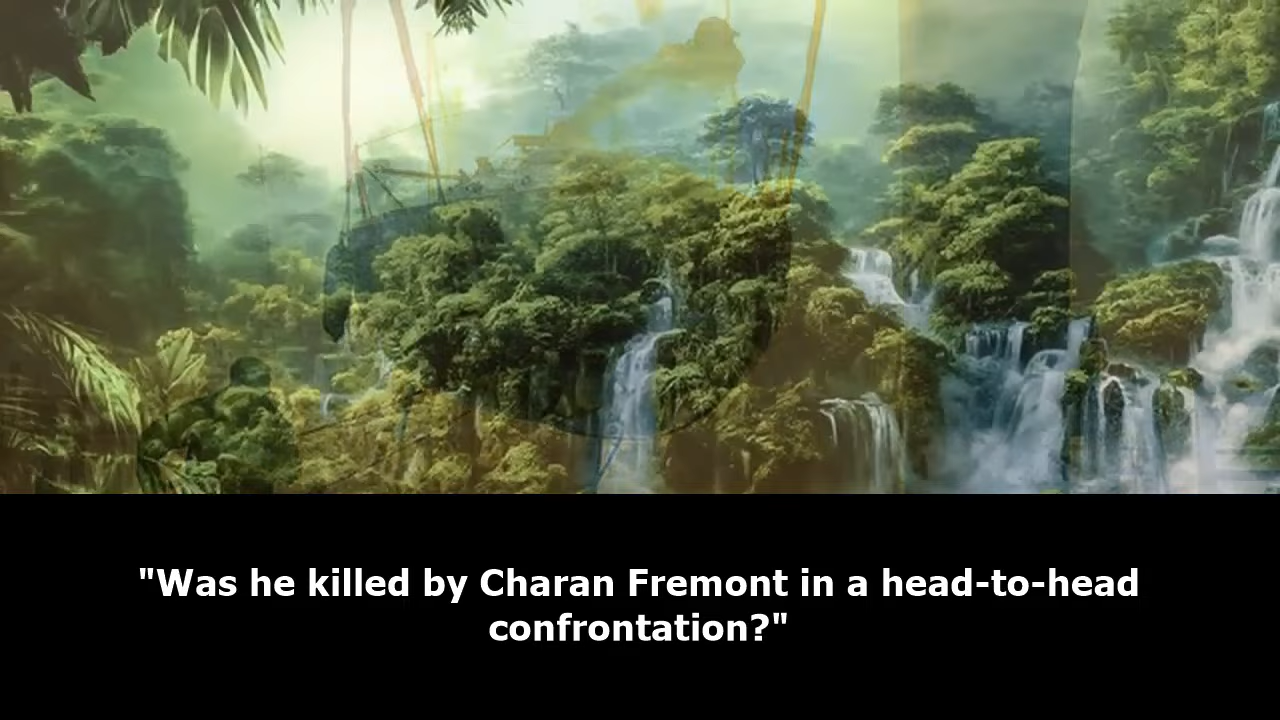 "Was he killed by Charan Fremont in a head-to-head
confrontation?"